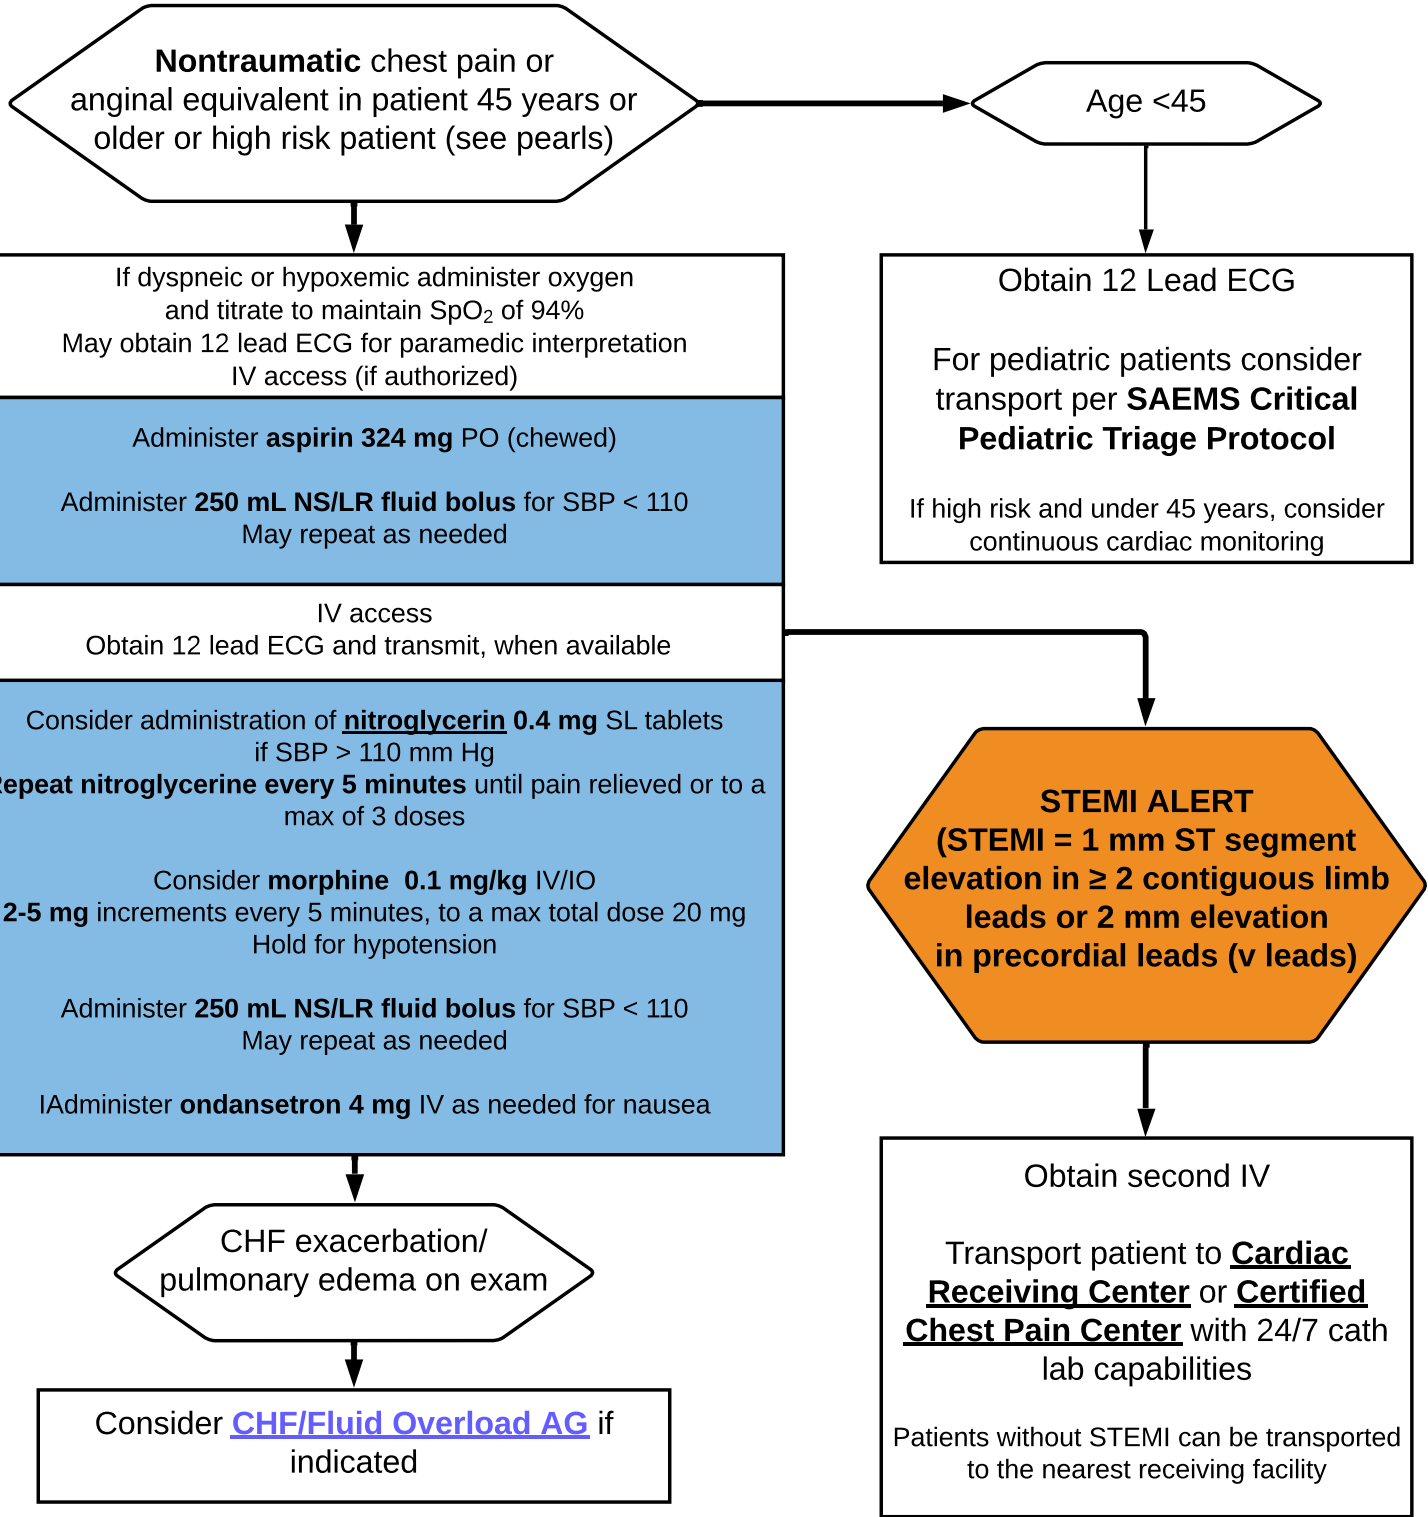 Nontraumatic chest pain or
anginal equivalent in patient 45 years or
older or high risk patient (see pearls)
Age <45
If dyspneic or hypoxemic administer oxygen
and titrate to maintain SpO₂ of 94%
May obtain 12 lead ECG for paramedic interpretation
IV access (if authorized)
Administer aspirin 324 mg PO (chewed)
Administer 250 mL NS/LR fluid bolus for SBP < 110
May repeat as needed
IV access
Obtain 12 lead ECG and transmit, when available
Consider administration of nitroglycerin 0.4 mg SL tablets
if SBP > 110 mm Hg
Repeat nitroglycerine every 5 minutes until pain relieved or to a
max of 3 doses
Consider morphine  0.1 mg/kg IV/IO
2-5 mg increments every 5 minutes, to a max total dose 20 mg
Hold for hypotension
Administer 250 mL NS/LR fluid bolus for SBP < 110
May repeat as needed
IAdminister ondansetron 4 mg IV as needed for nausea
CHF exacerbation/
pulmonary edema on exam
Consider CHF/Fluid Overload AG if
indicated
Obtain 12 Lead ECG
For pediatric patients consider
transport per SAEMS Critical
Pediatric Triage Protocol
If high risk and under 45 years, consider
continuous cardiac monitoring
STEMI ALERT
(STEMI = 1 mm ST segment
elevation in ≥ 2 contiguous limb
leads or 2 mm elevation
in precordial leads (v leads)
Obtain second IV
Transport patient to Cardiac
Receiving Center or Certified
Chest Pain Center with 24/7 cath
lab capabilities
Patients without STEMI can be transported
to the nearest receiving facility